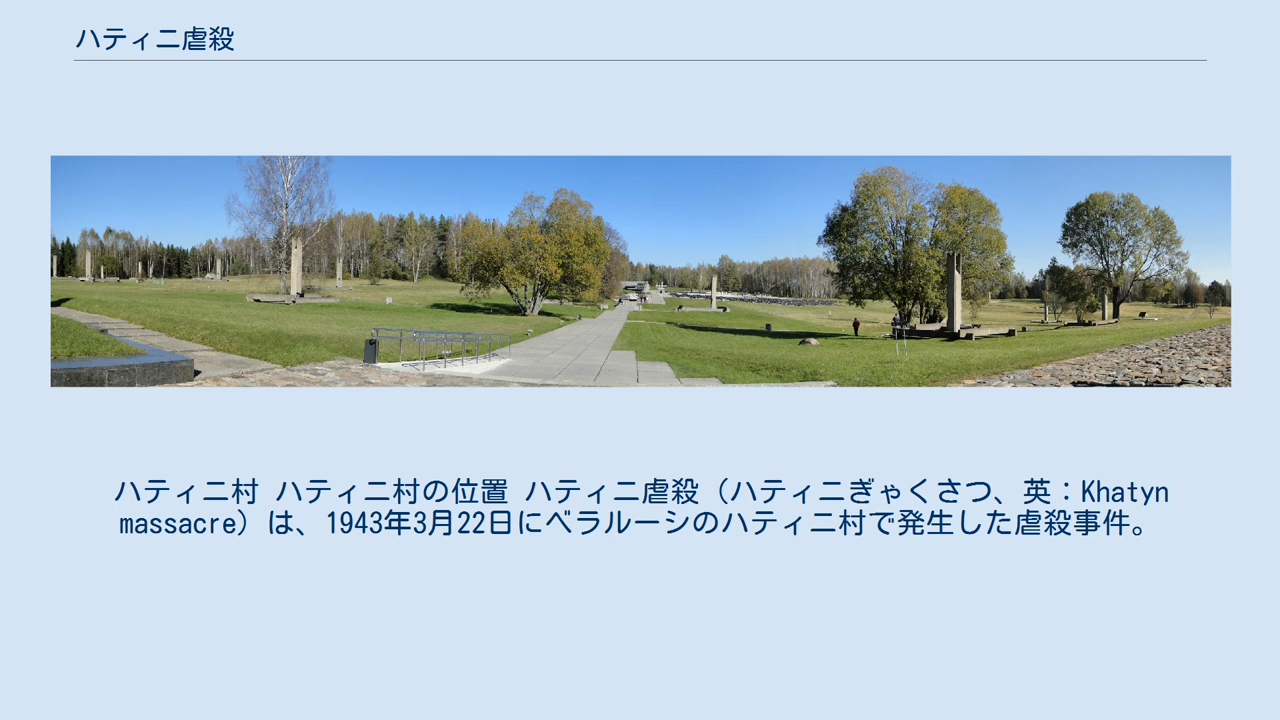 ハティニ虐殺
ハティニ村 ハティニ村の位置 ハティニ虐殺（ハティニぎゃくさつ、英：Khatyn
massacre）は、1943年3月22日にベラルーシのハティニ村で発生した虐殺事件。